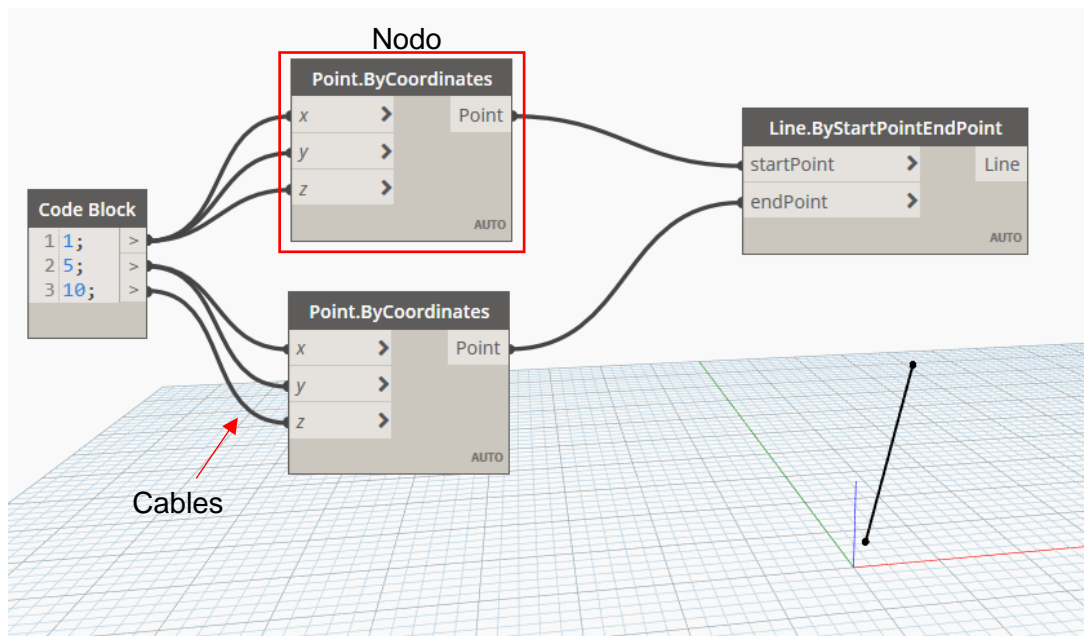 Nodo
Point.ByCoordinates
x > Point
y >
z >
AUTO
Line.ByStartPointEndPoint
startPoint > Line
endPoint >
AUTO
Code Block
1 1; >
2 5; >
3 10; >
Point.ByCoordinates
x > Point
y >
z >
AUTO
Cables